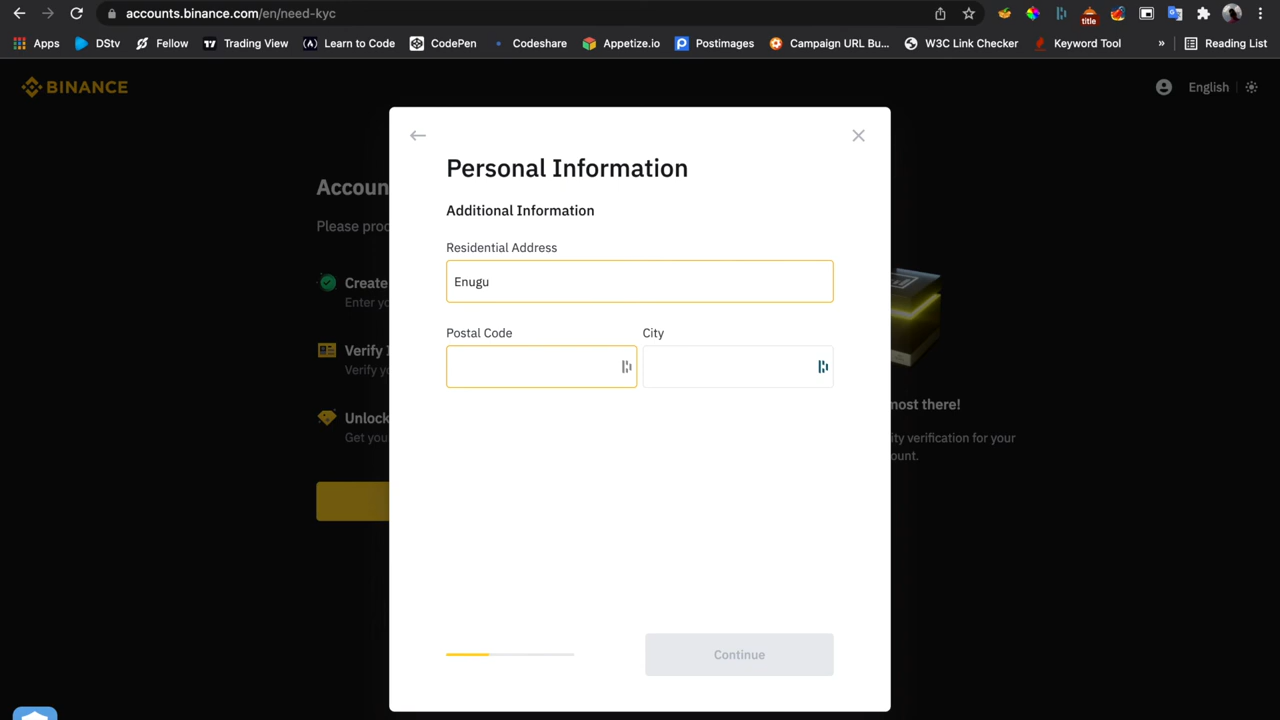 accounts.binance.com/en/need-kyc
title
Apps DStv Fellow Trading View Learn to Code CodePen Codeshare Appetize.io Postimages Campaign URL Bu... W3C Link Checker Keyword Tool » Reading List
BINANCE
English
Personal Information
Additional Information
Residential Address
Enugu
Postal Code City
Continue
Accoun
Please proc
Create
Enter yo
Verify I
Verify yo
Unlock
Get you
most there!
ity verification for your
ount.